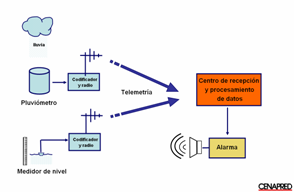 lluvia
Codificador
y radio
Pluviómetro
Telemetría
Centro de recepción
y procesamiento
de datos
Codificador
y radio
Alarma
Medidor de nivel
CENAPRED